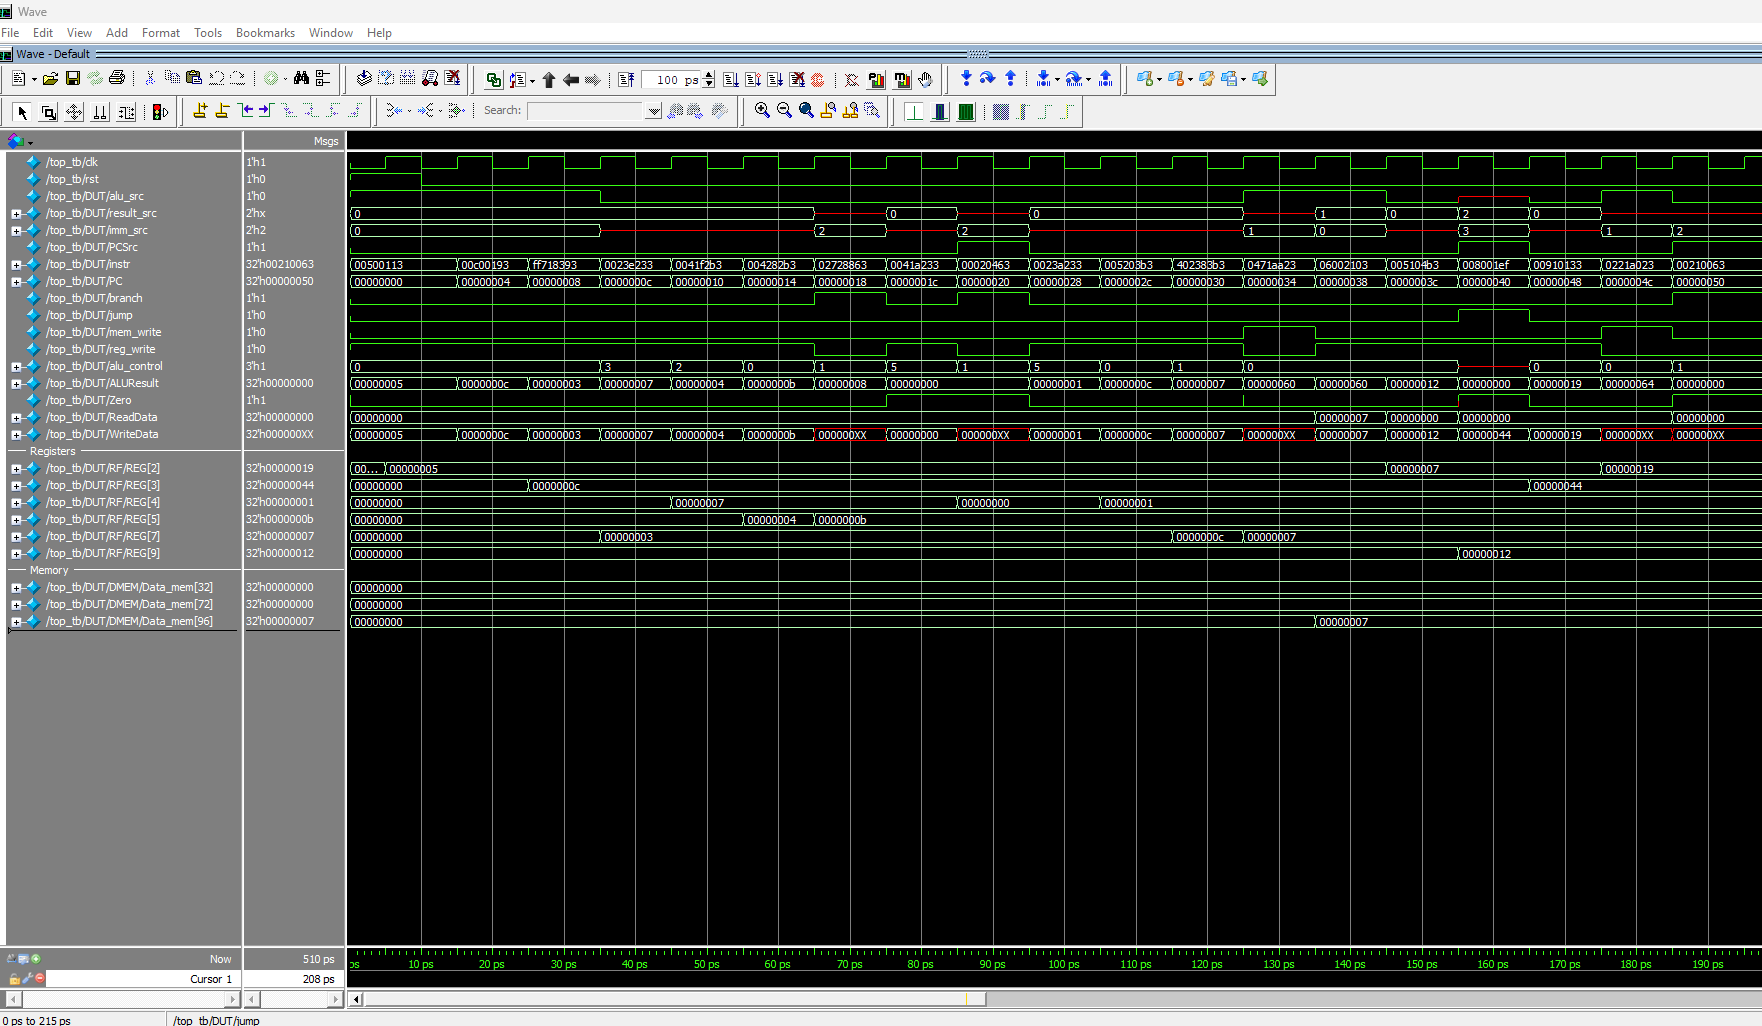 Wave
File Edit View Add Format Tools Bookmarks Window Help
Wave - Default
100 ps
Search:
Msgs
/top_tb/clk 1'h1
/top_tb/rst 1'h0
/top_tb/DUT/alu_src 1'h0
/top_tb/DUT/result_src 2'hx 0 0 0 1 0 2 0
/top_tb/DUT/imm_src 2'h2 0 2 2 1 0 3 1 2
/top_tb/DUT/PCSrc 1'h1
/top_tb/DUT/instr 32'h00210063 00500113 00c00193 ff718393 0023e233 0041f2b3 004282b3 02728863 0041a233 00020463 0023a233 005203b3 402383b3 0471aa23 06002103 005104b3 008001ef 00910133 0221a023 00210063
/top_tb/DUT/PC 32'h00000050 00000000 00000004 00000008 0000000c 00000010 00000014 00000018 0000001c 00000020 00000028 0000002c 00000030 00000034 00000038 0000003c 00000040 00000048 0000004c 00000050
/top_tb/DUT/branch 1'h1
/top_tb/DUT/jump 1'h0
/top_tb/DUT/mem_write 1'h0
/top_tb/DUT/reg_write 1'h0
/top_tb/DUT/alu_control 3'h1 0 3 2 0 1 5 1 5 0 1 0 0 0 1
/top_tb/DUT/ALUResult 32'h00000000 00000005 0000000c 00000003 00000007 00000004 0000000b 00000008 00000000 00000001 0000000c 00000007 00000060 00000060 00000012 00000000 00000019 00000064 00000000
/top_tb/DUT/Zero 1'h1
/top_tb/DUT/ReadData 32'h00000000 00000000 00000007 00000000 00000000 00000000
/top_tb/DUT/WriteData 32'h000000XX 00000005 0000000c 00000003 00000007 00000004 0000000b 000000XX 00000000 000000XX 00000001 0000000c 00000007 000000XX 00000007 00000012 00000044 00000019 000000XX 000000XX
Registers
/top_tb/DUT/RF/REG[2] 32'h00000019 00... 00000005 00000007 00000019
/top_tb/DUT/RF/REG[3] 32'h00000044 00000000 0000000c 00000044
/top_tb/DUT/RF/REG[4] 32'h00000001 00000000 00000007 00000000 00000001
/top_tb/DUT/RF/REG[5] 32'h0000000b 00000000 00000004 0000000b
/top_tb/DUT/RF/REG[7] 32'h00000007 00000000 00000003 0000000c 00000007
/top_tb/DUT/RF/REG[9] 32'h00000012 00000000 00000012
Memory
/top_tb/DUT/DMEM/Data_mem[32] 32'h00000000 00000000
/top_tb/DUT/DMEM/Data_mem[72] 32'h00000000 00000000
/top_tb/DUT/DMEM/Data_mem[96] 32'h00000007 00000000 00000007
Now 510 ps
ps 10 ps 20 ps 30 ps 40 ps 50 ps 60 ps 70 ps 80 ps 90 ps 100 ps 110 ps 120 ps 130 ps 140 ps 150 ps 160 ps 170 ps 180 ps 190 ps
Cursor 1 208 ps
0 ps to 215 ps /top_tb/DUT/jump